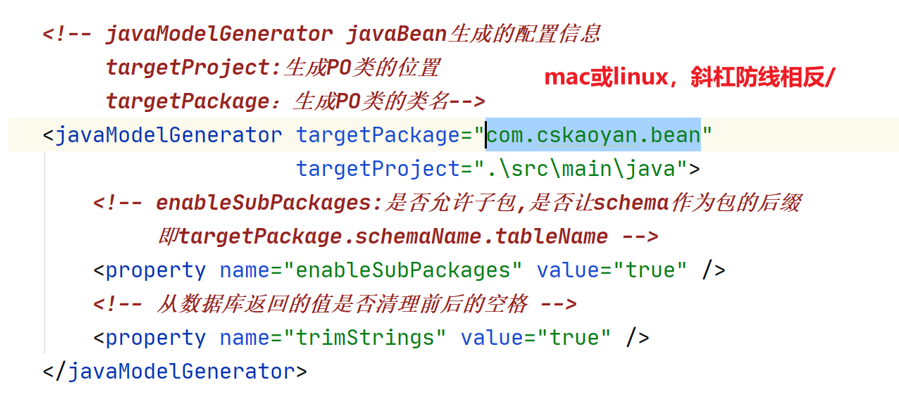 <!-- javaModelGenerator javaBean生成的配置信息
targetProject:生成PO类的位置
targetPackage：生成PO类的类名-->
mac或linux，斜杠防线相反/
<javaModelGenerator targetPackage="com.cskaoyan.bean"
targetProject=".\src\main\java">
<!-- enableSubPackages:是否允许子包,是否让schema作为包的后缀
即targetPackage.schemaName.tableName -->
<property name="enableSubPackages" value="true" />
<!-- 从数据库返回的值是否清理前后的空格 -->
<property name="trimStrings" value="true" />
</javaModelGenerator>